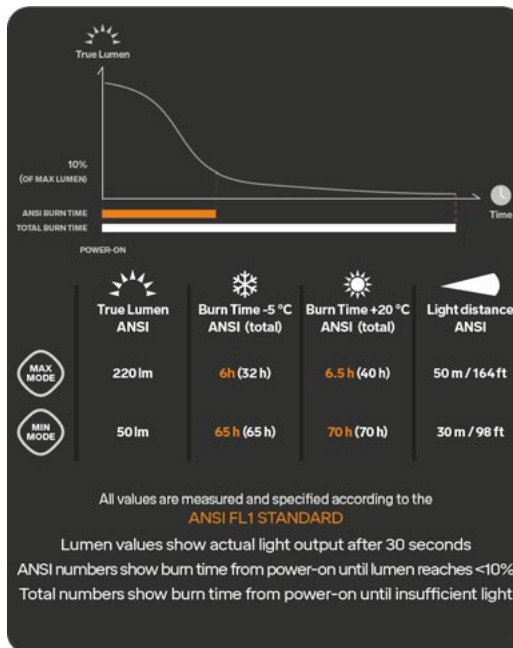 True Lumen
10%
(OF MAX LUMEN)
ANSI BURN TIME
TOTAL BURN TIME
Time
POWER-ON
True Lumen
ANSI
Burn Time -5 °C
ANSI (total)
Burn Time +20 °C
ANSI (total)
Light distance
ANSI
MAX
MODE
220 lm
6h (32 h)
6.5 h (40 h)
50 m / 164 ft
MIN
MODE
50 lm
65 h (65 h)
70 h (70 h)
30 m / 98 ft
All values are measured and specified according to the
ANSI FL1 STANDARD
Lumen values show actual light output after 30 seconds
ANSI numbers show burn time from power-on until lumen reaches <10%
Total numbers show burn time from power-on until insufficient light